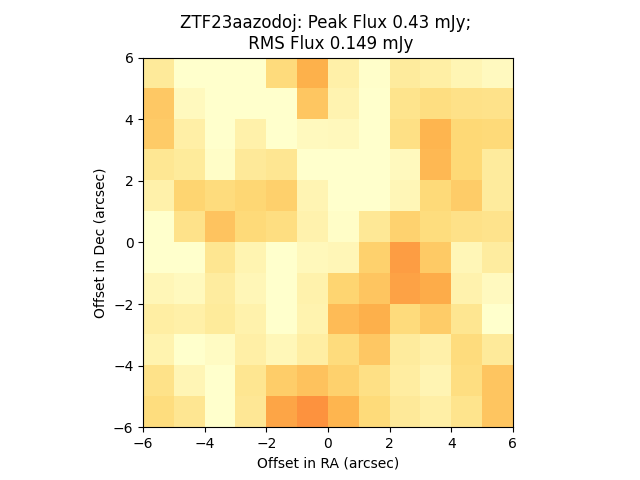 ZTF23aazodoj: Peak Flux 0.43 mJy;
RMS Flux 0.149 mJy
6
4
2
0
−2
−4
−6
Offset in Dec (arcsec)
−6 −4 −2 0 2 4 6
Offset in RA (arcsec)